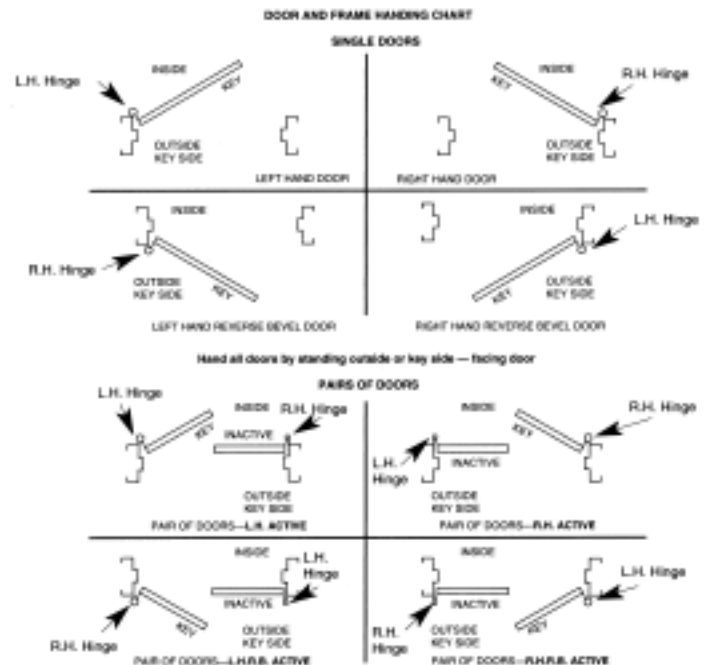 DOOR AND FRAME HANDING CHART
SINGLE DOORS
L.H. Hinge
INSIDE
KEY
OUTSIDE
KEY SIDE
LEFT HAND DOOR
R.H. Hinge
INSIDE
KEY
OUTSIDE
KEY SIDE
RIGHT HAND DOOR
INSIDE
R.H. Hinge
OUTSIDE
KEY SIDE
KEY
LEFT HAND REVERSE BEVEL DOOR
INSIDE
L.H. Hinge
KEY
OUTSIDE
KEY SIDE
RIGHT HAND REVERSE BEVEL DOOR
Hand all doors by standing outside or key side — facing door
PAIRS OF DOORS
L.H. Hinge
INSIDE
R.H. Hinge
KEY
INACTIVE
OUTSIDE
KEY SIDE
PAIR OF DOORS—L.H. ACTIVE
INSIDE
R.H. Hinge
KEY
L.H.
Hinge
INACTIVE
OUTSIDE
KEY SIDE
PAIR OF DOORS—R.H. ACTIVE
INSIDE
L.H.
Hinge
INACTIVE
KEY
R.H. Hinge
OUTSIDE
KEY SIDE
PAIR OF DOORS—L.H.R.B. ACTIVE
INSIDE
L.H. Hinge
INACTIVE
KEY
R.H.
Hinge
OUTSIDE
KEY SIDE
PAIR OF DOORS—R.H.R.B. ACTIVE